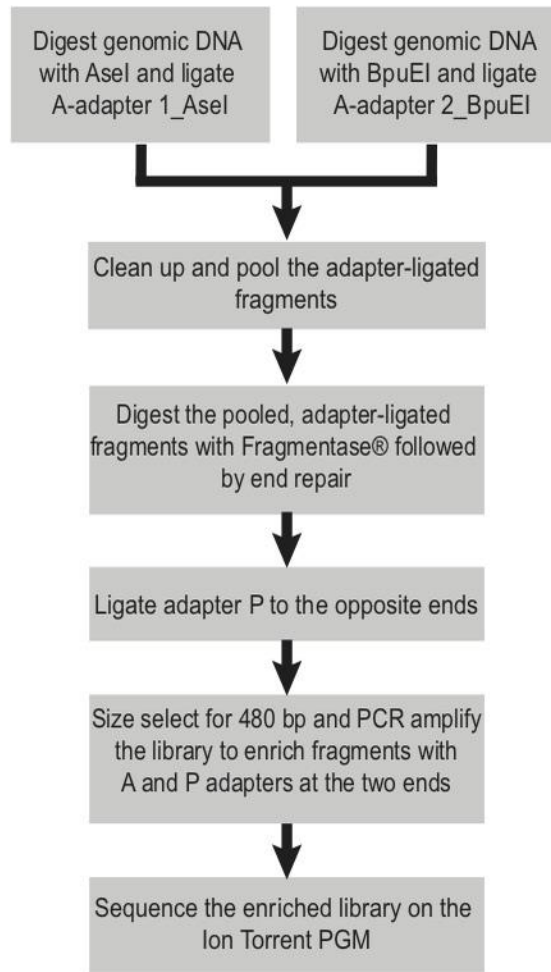 Digest genomic DNA
with AseI and ligate
A-adapter 1_AseI
Digest genomic DNA
with BpuEI and ligate
A-adapter 2_BpuEI
Clean up and pool the adapter-ligated
fragments
Digest the pooled, adapter-ligated
fragments with Fragmentase® followed
by end repair
Ligate adapter P to the opposite ends
Size select for 480 bp and PCR amplify
the library to enrich fragments with
A and P adapters at the two ends
Sequence the enriched library on the
Ion Torrent PGM